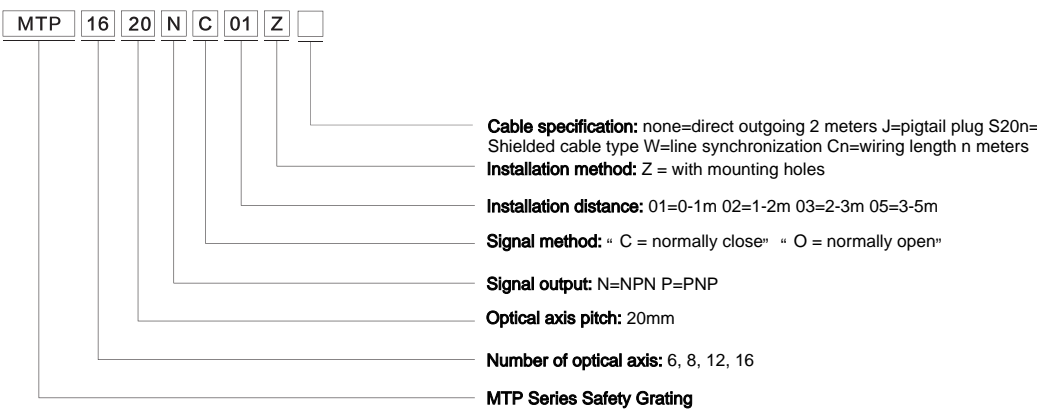 MTP 16 20 N C 01 Z
Cable specification: none=direct outgoing 2 meters J=pigtail plug S20n=
Shielded cable type W=line synchronization Cn=wiring length n meters
Installation method: Z = with mounting holes
Installation distance: 01=0-1m 02=1-2m 03=2-3m 05=3-5m
Signal method: “ C = normally close” “ O = normally open”
Signal output: N=NPN P=PNP
Optical axis pitch: 20mm
Number of optical axis: 6, 8, 12, 16
MTP Series Safety Grating